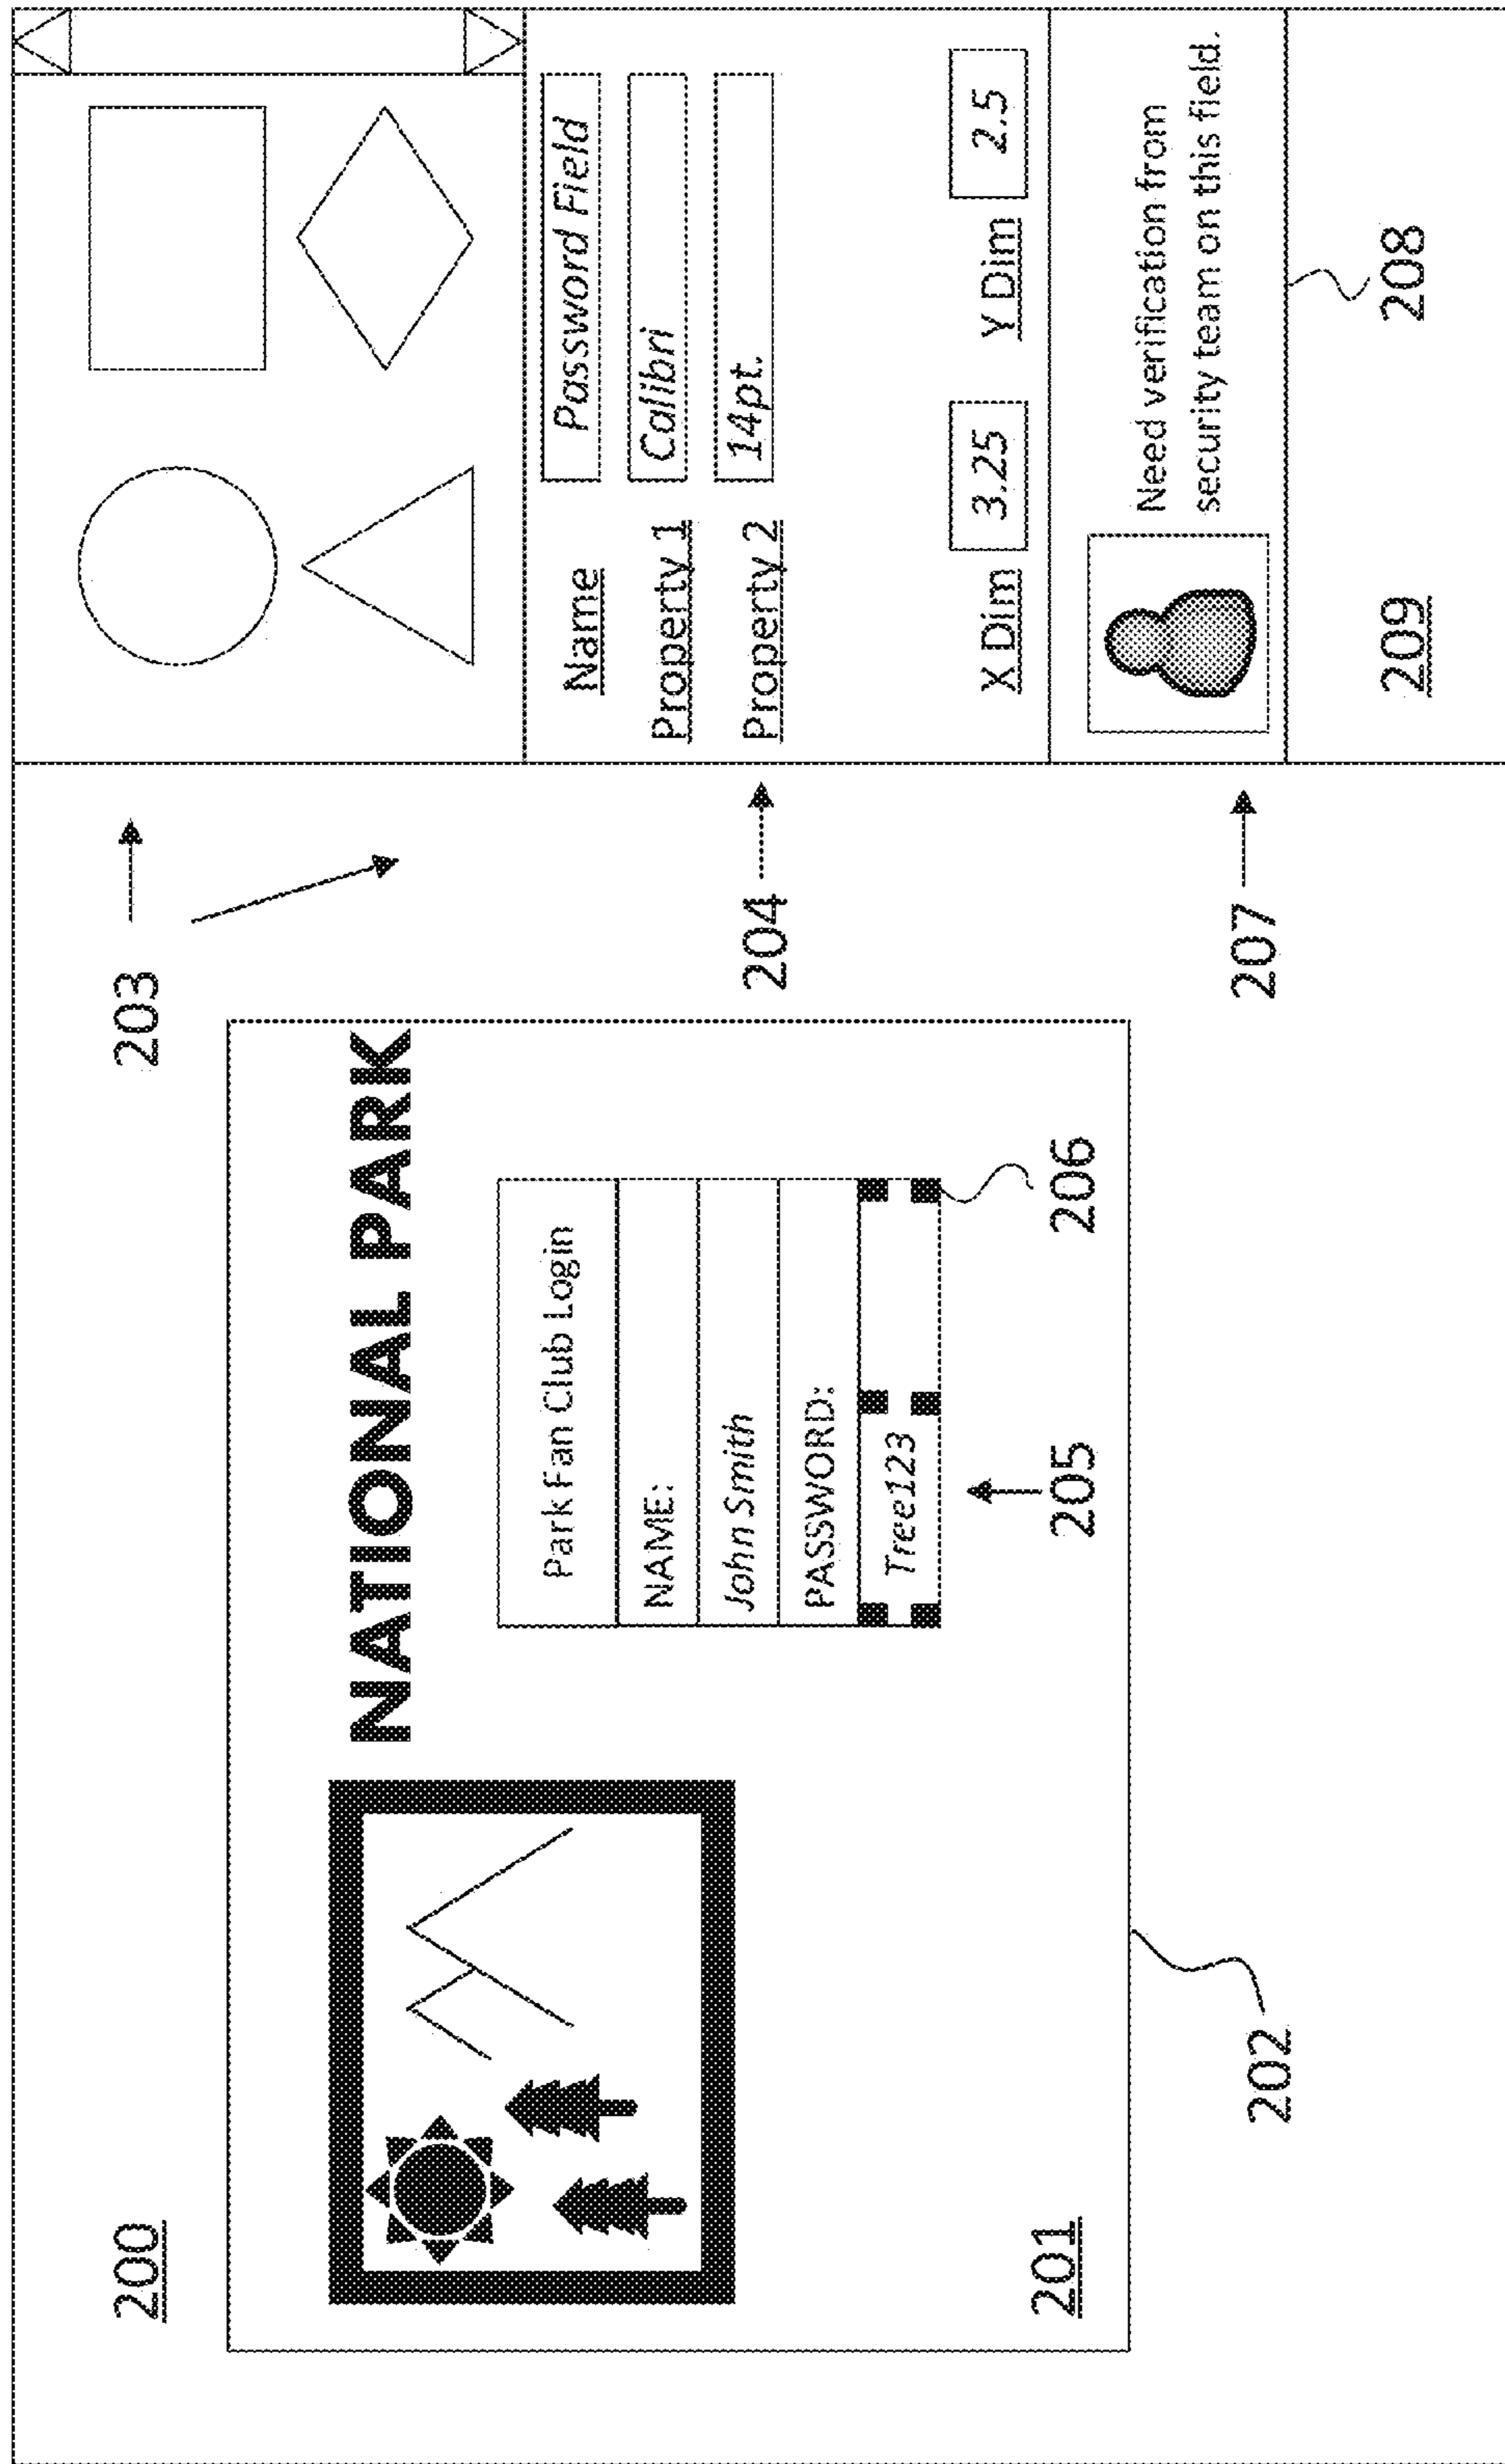 200
203
NATIONAL PARK
Park Fan Club Login
NAME:
John Smith
PASSWORD:
Tree123
205
206
201
202
Name Password Field
Property 1 Calibri
Property 2 14pt.
204
X Dim 3.25 Y Dim 2.5
207
Need verification from
security team on this field.
208
209